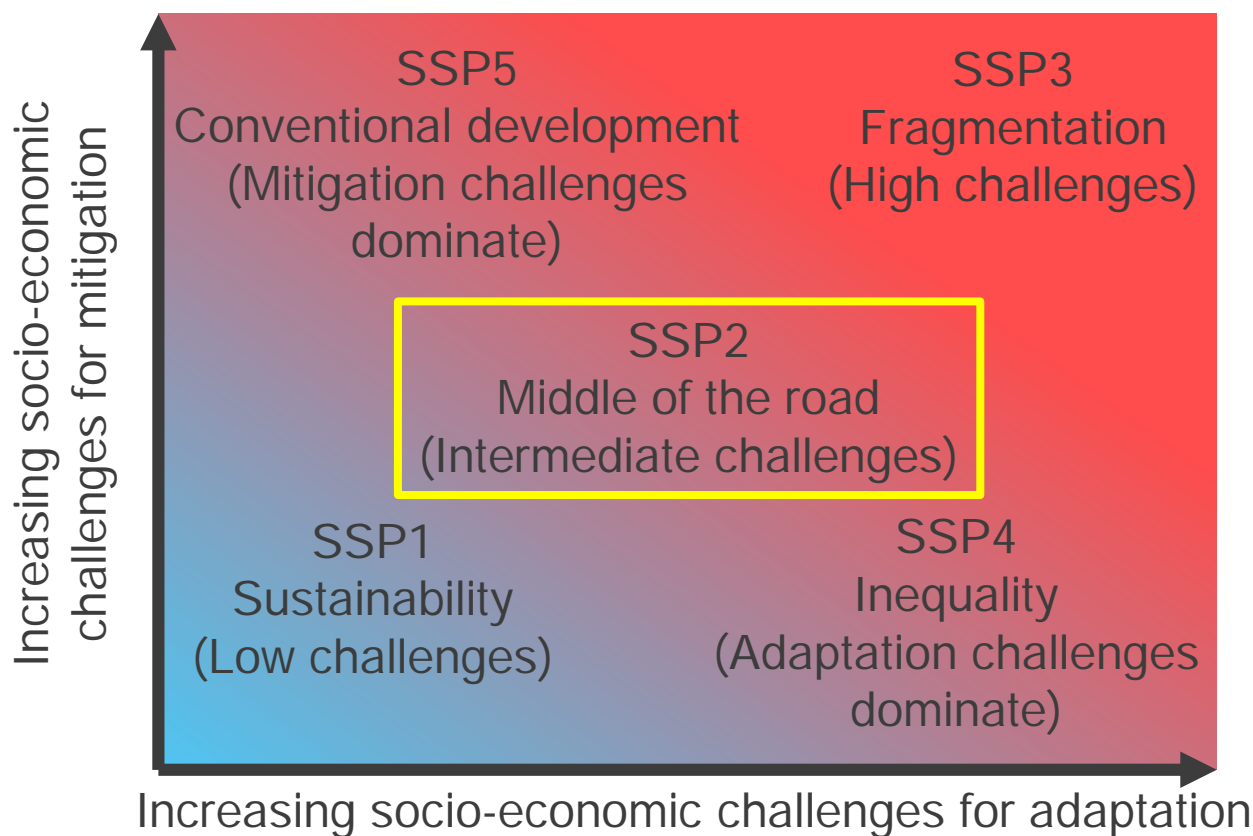 Increasing socio-economic
challenges for mitigation
SSP5
Conventional development
(Mitigation challenges
dominate)
SSP3
Fragmentation
(High challenges)
SSP2
Middle of the road
(Intermediate challenges)
SSP1
Sustainability
(Low challenges)
SSP4
Inequality
(Adaptation challenges
dominate)
Increasing socio-economic challenges for adaptation